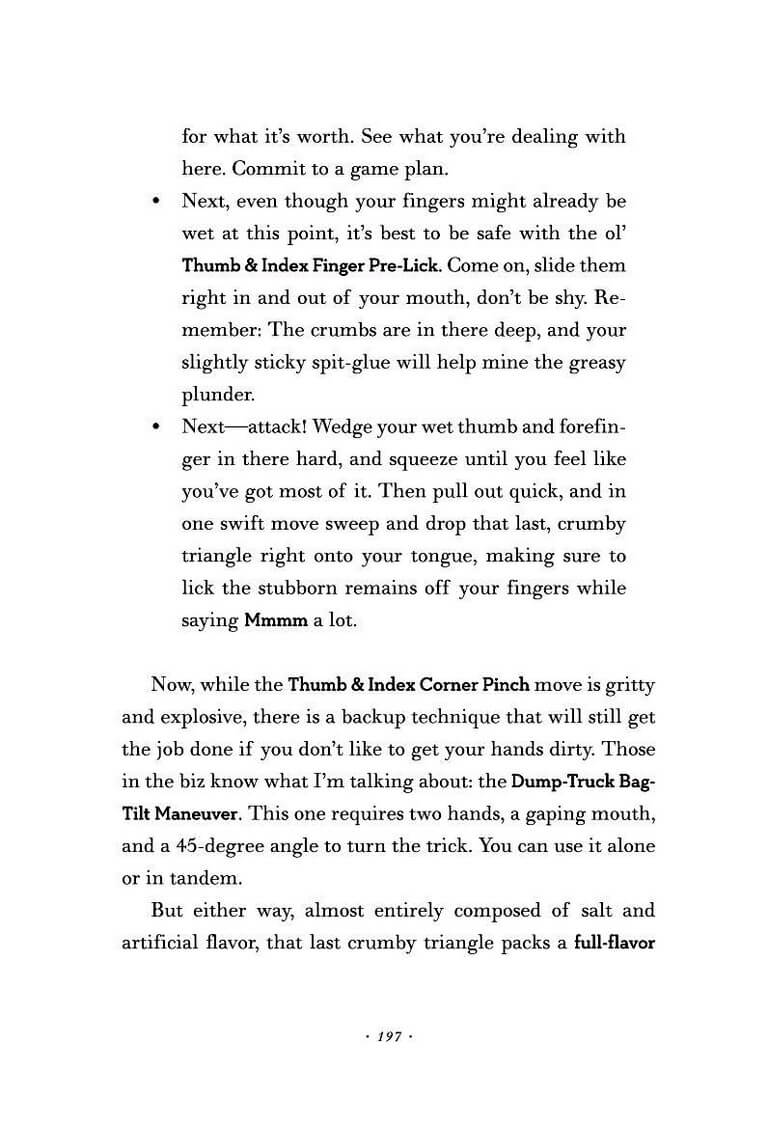 for what it's worth. See what you're dealing with
here. Commit to a game plan.
• Next, even though your fingers might already be
wet at this point, it's best to be safe with the ol'
Thumb & Index Finger Pre-Lick. Come on, slide them
right in and out of your mouth, don't be shy. Re-
member: The crumbs are in there deep, and your
slightly sticky spit-glue will help mine the greasy
plunder.
• Next—attack! Wedge your wet thumb and forefin-
ger in there hard, and squeeze until you feel like
you've got most of it. Then pull out quick, and in
one swift move sweep and drop that last, crumby
triangle right onto your tongue, making sure to
lick the stubborn remains off your fingers while
saying Mmmm a lot.
Now, while the Thumb & Index Corner Pinch move is gritty
and explosive, there is a backup technique that will still get
the job done if you don't like to get your hands dirty. Those
in the biz know what I'm talking about: the Dump-Truck Bag-
Tilt Maneuver. This one requires two hands, a gaping mouth,
and a 45-degree angle to turn the trick. You can use it alone
or in tandem.
But either way, almost entirely composed of salt and
artificial flavor, that last crumby triangle packs a full-flavor
· 197 ·